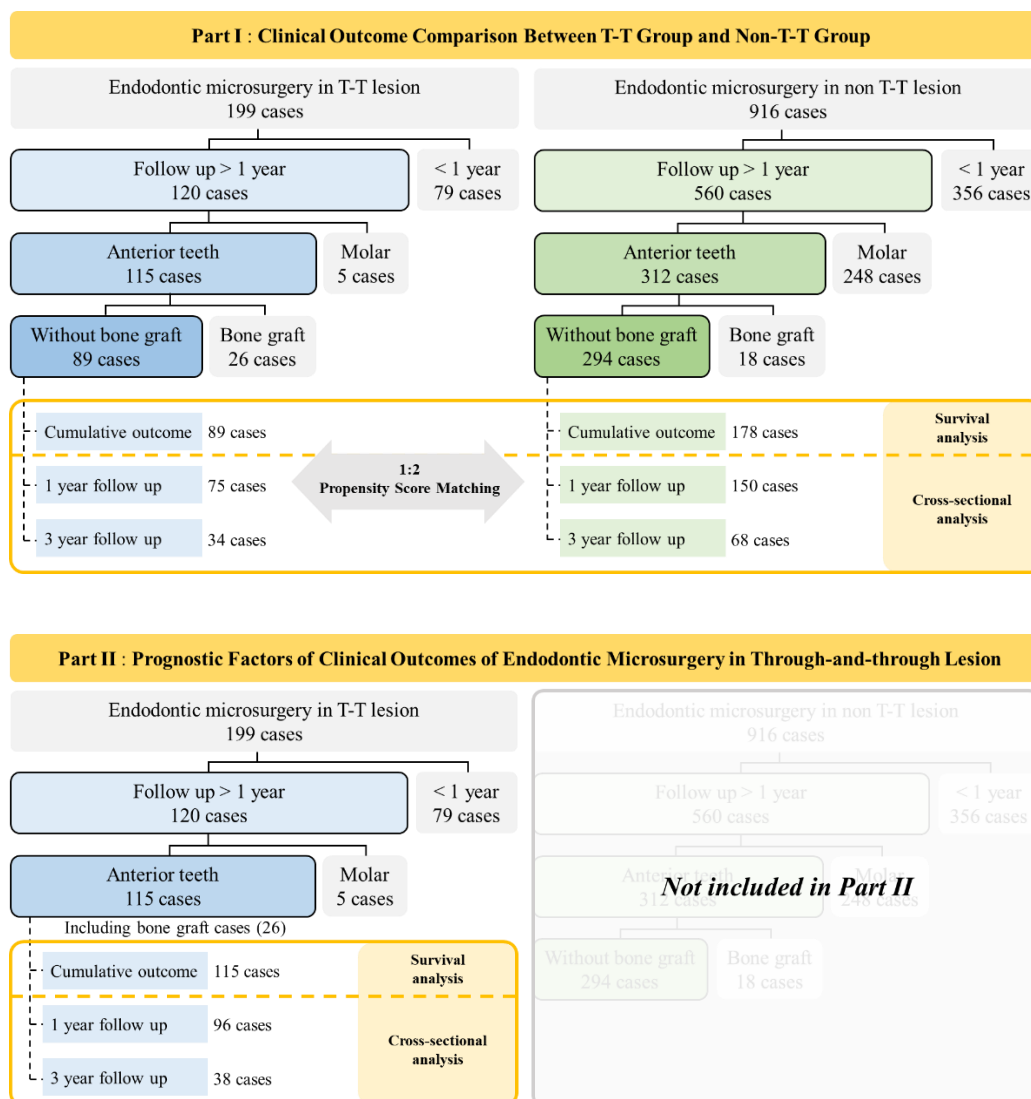 Part I : Clinical Outcome Comparison Between T-T Group and Non-T-T Group
Endodontic microsurgery in T-T lesion
199 cases
Follow up > 1 year
120 cases
< 1 year
79 cases
Anterior teeth
115 cases
Molar
5 cases
Without bone graft
89 cases
Bone graft
26 cases
Endodontic microsurgery in non T-T lesion
916 cases
Follow up > 1 year
560 cases
< 1 year
356 cases
Anterior teeth
312 cases
Molar
248 cases
Without bone graft
294 cases
Bone graft
18 cases
Cumulative outcome 89 cases
1 year follow up 75 cases
3 year follow up 34 cases
1:2
Propensity Score Matching
Cumulative outcome 178 cases
1 year follow up 150 cases
3 year follow up 68 cases
Survival
analysis
Cross-sectional
analysis
Part II : Prognostic Factors of Clinical Outcomes of Endodontic Microsurgery in Through-and-through Lesion
Endodontic microsurgery in T-T lesion
199 cases
Follow up > 1 year
120 cases
< 1 year
79 cases
Anterior teeth
115 cases
Molar
5 cases
Including bone graft cases (26)
Cumulative outcome 115 cases
1 year follow up 96 cases
3 year follow up 38 cases
Survival
analysis
Cross-sectional
analysis
Endodontic microsurgery in non T-T lesion
916 cases
Follow up > 1 year
560 cases
< 1 year
356 cases
Anterior teeth
312 cases
Molar
248 cases
Not included in Part II
Without bone graft
294 cases
Bone graft
18 cases